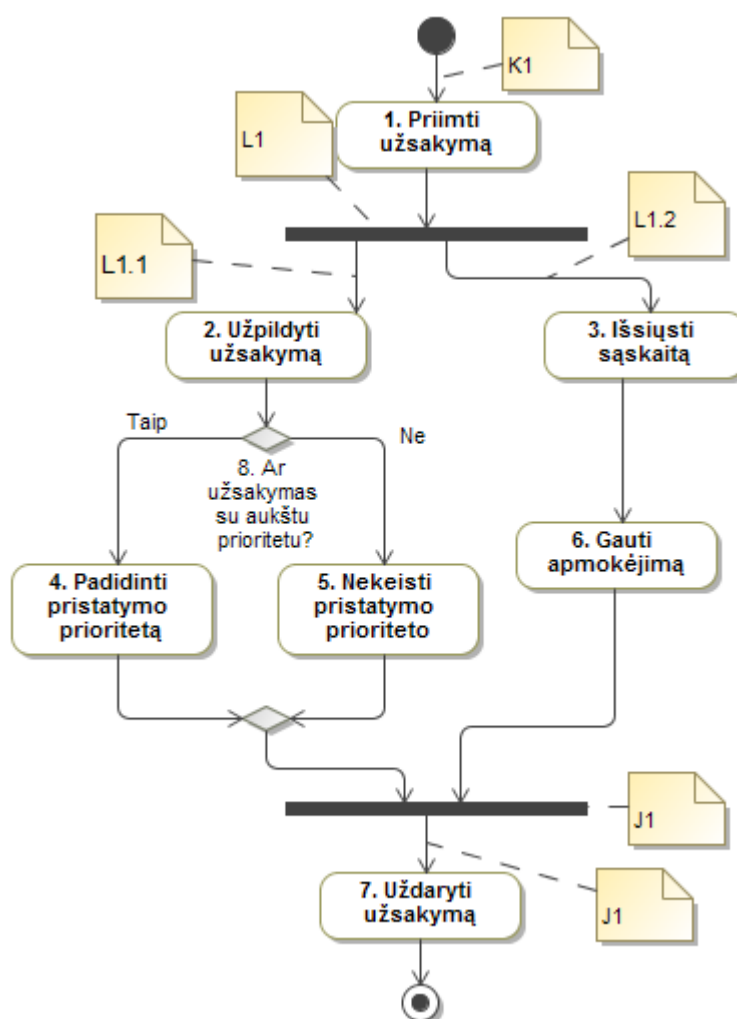 K1
1. Priimti
užsakymą
L1
L1.2
L1.1
2. Užpildyti
užsakymą
3. Išsiųsti
sąskaitą
Taip
Ne
8. Ar
užsakymas
su aukštu
prioritetu?
6. Gauti
apmokėjimą
4. Padidinti
pristatymo
prioritetą
5. Nekeisti
pristatymo
prioriteto
J1
7. Uždaryti
užsakymą
J1